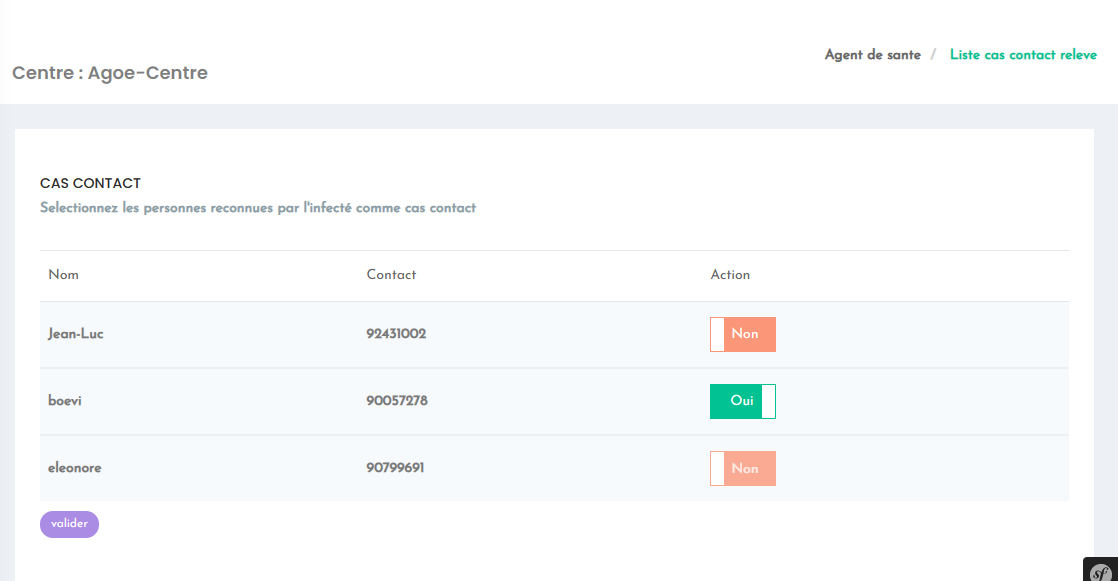 Agent de sante / Liste cas contact releve
Centre : Agoe-Centre
CAS CONTACT
Selectionnez les personnes reconnues par l'infecté comme cas contact
Nom Contact Action
Jean-Luc 92431002 Non
boevi 90057278 Oui
eleonore 90799691 Non
valider
sf